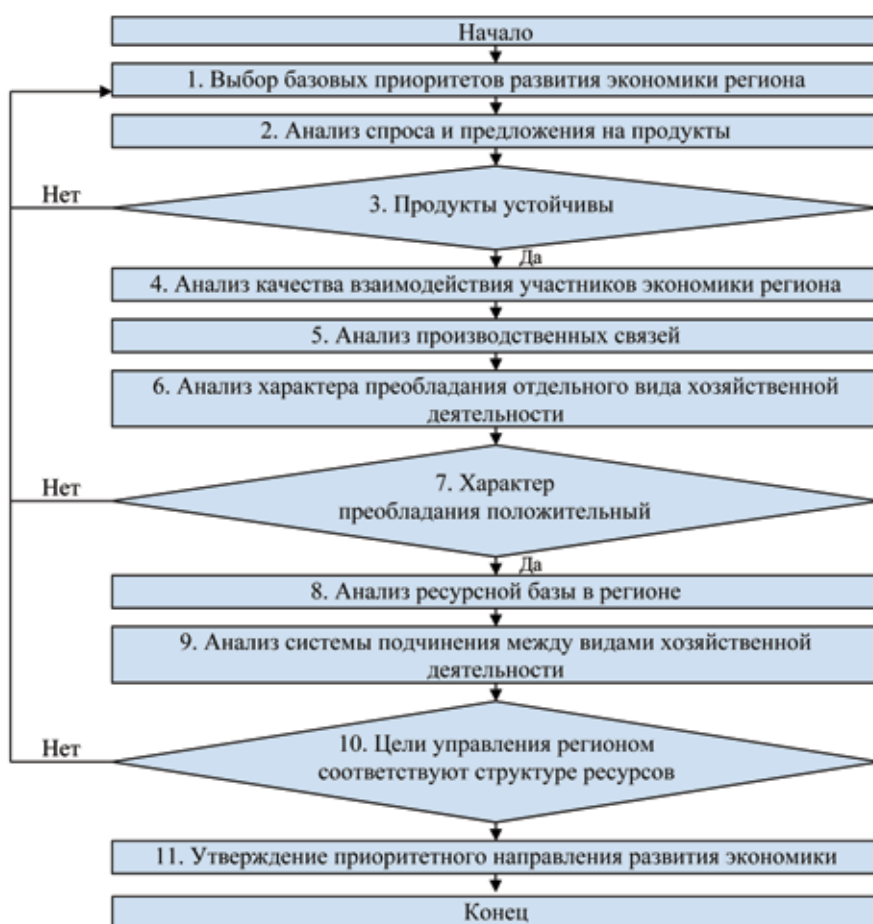 Начало
1. Выбор базовых приоритетов развития экономики региона
2. Анализ спроса и предложения на продукты
Нет
3. Продукты устойчивы
Да
4. Анализ качества взаимодействия участников экономики региона
5. Анализ производственных связей
6. Анализ характера преобладания отдельного вида хозяйственной
деятельности
Нет
7. Характер
преобладания положительный
Да
8. Анализ ресурсной базы в регионе
9. Анализ системы подчинения между видами хозяйственной
деятельности
Нет
10. Цели управления регионом
соответствуют структуре ресурсов
11. Утверждение приоритетного направления развития экономики
Конец